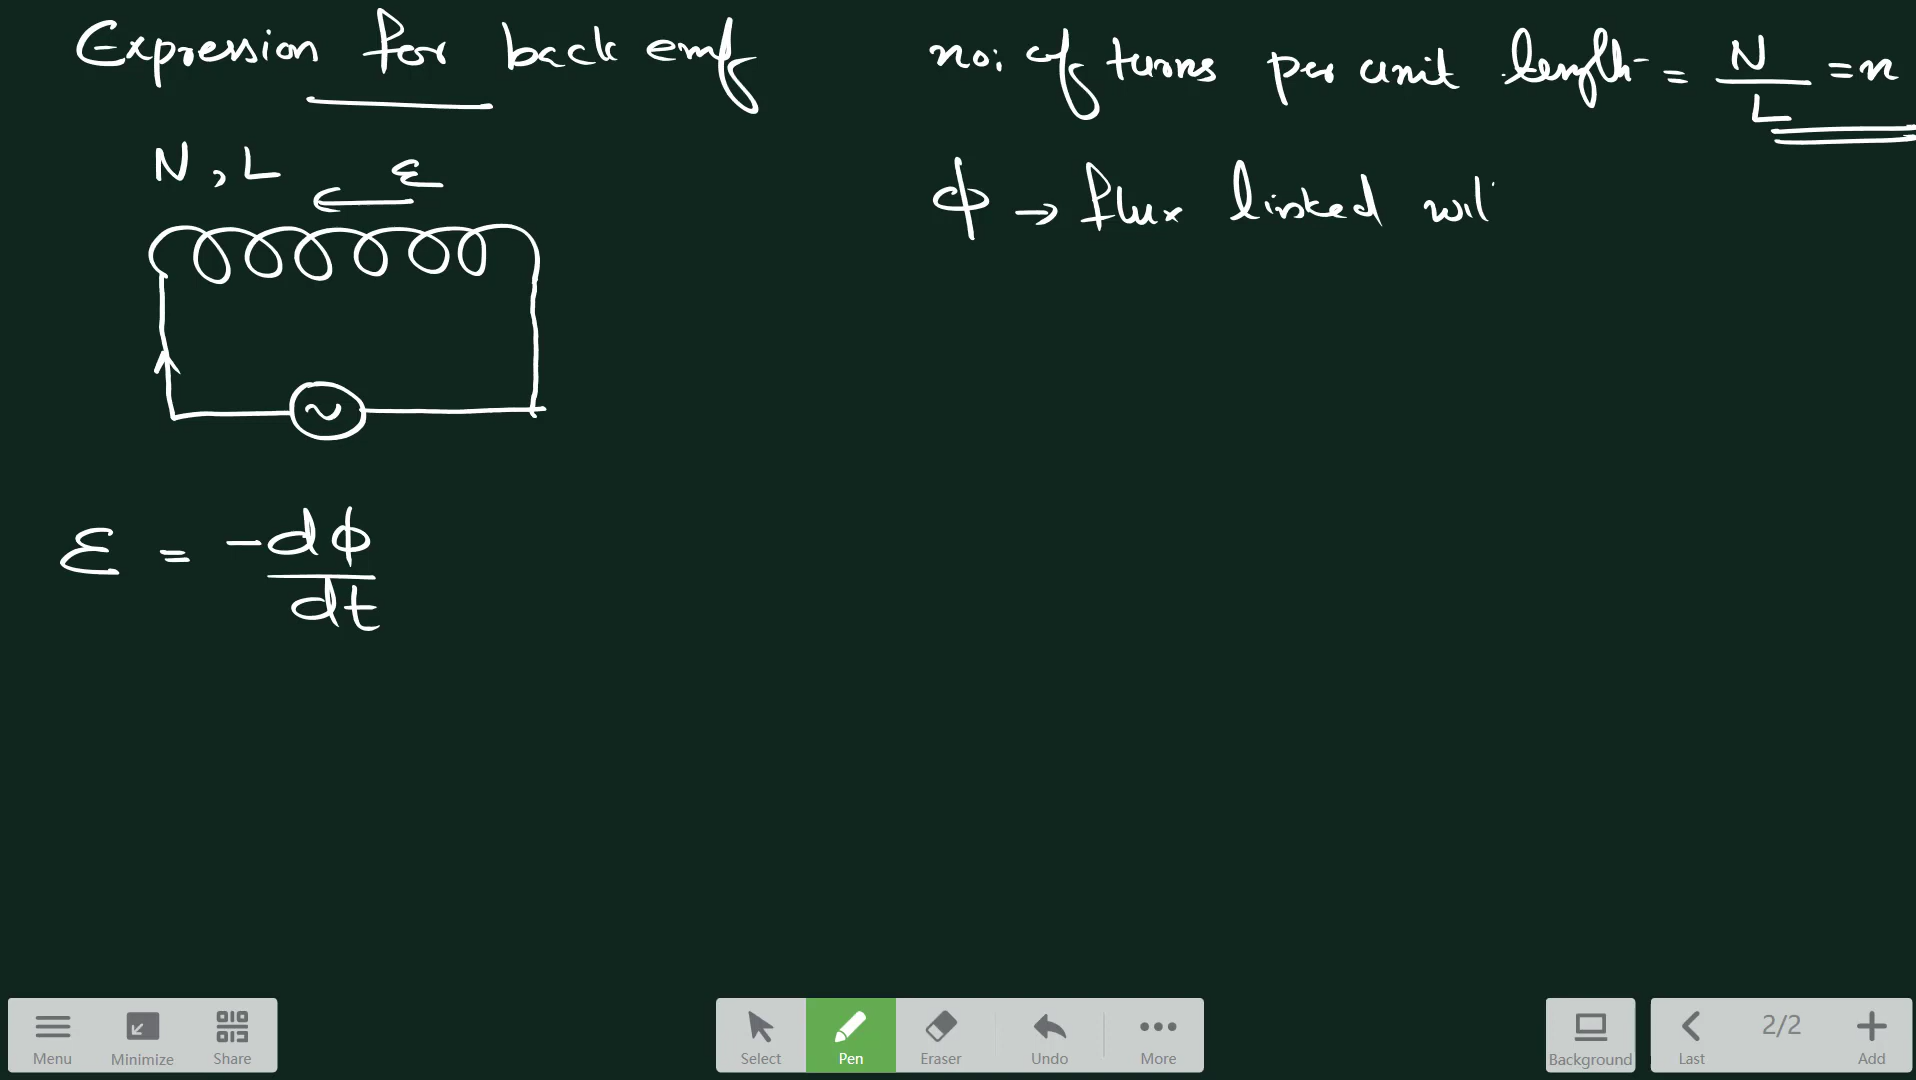 Expression for back emf
N, L
ε
ε = -dφ/dt
no: of turns per unit length = N/L = n
φ → flux linked wit
Menu
Minimize
Share
Select
Pen
Eraser
Undo
More
Background
Last
2/2
Add